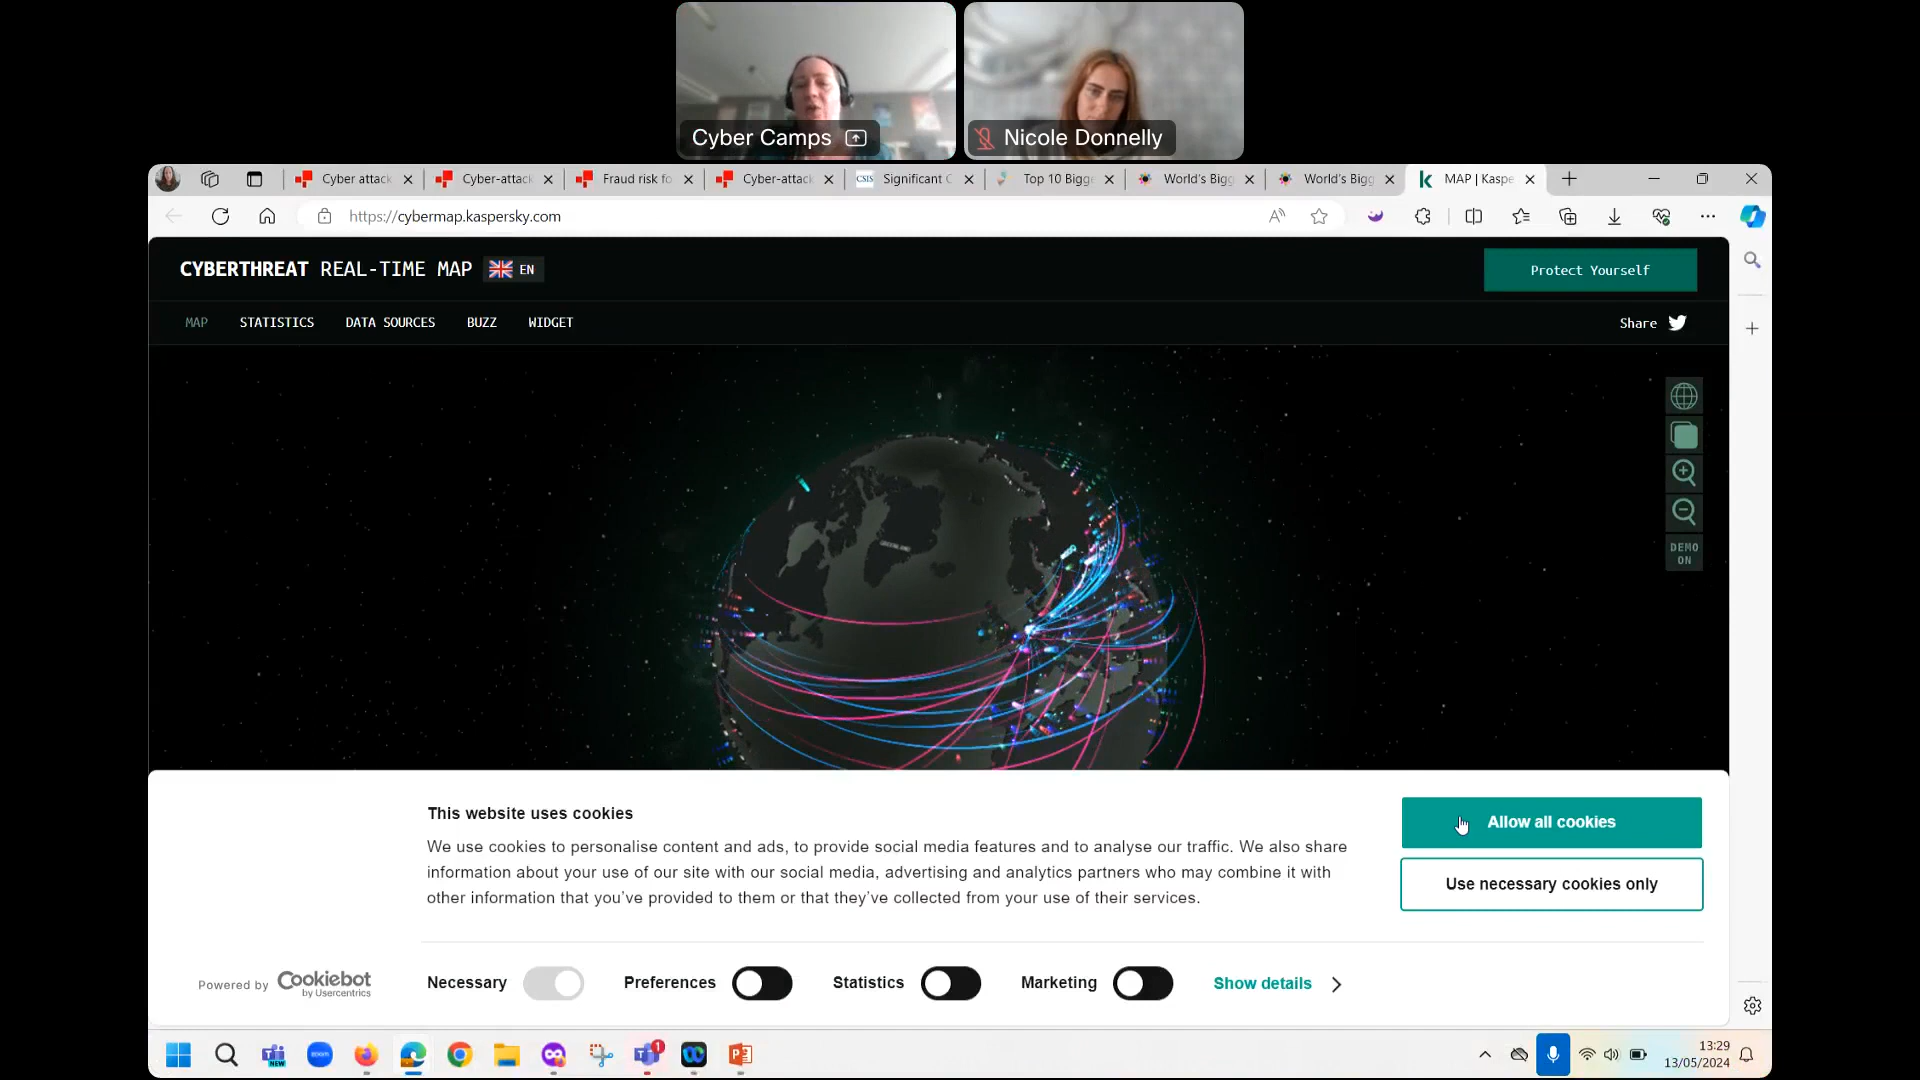 Cyber Camps
Nicole Donnelly
Cyber attack
Cyber-attack
Fraud risk fo
Cyber-attack
CSIS
Significant C
Top 10 Bigge
World's Bigg
World's Bigg
MAP | Kaspe
https://cybermap.kaspersky.com
CYBERTHREAT REAL-TIME MAP
EN
Protect Yourself
MAP
STATISTICS
DATA SOURCES
BUZZ
WIDGET
Share
DEMO
ON
This website uses cookies
We use cookies to personalise content and ads, to provide social media features and to analyse our traffic. We also share
information about your use of our site with our social media, advertising and analytics partners who may combine it with
other information that you've provided to them or that they've collected from your use of their services.
Allow all cookies
Use necessary cookies only
Powered by
Cookiebot
by Usercentrics
Necessary
Preferences
Statistics
Marketing
Show details
NEW
zoom
1
13:29
13/05/2024